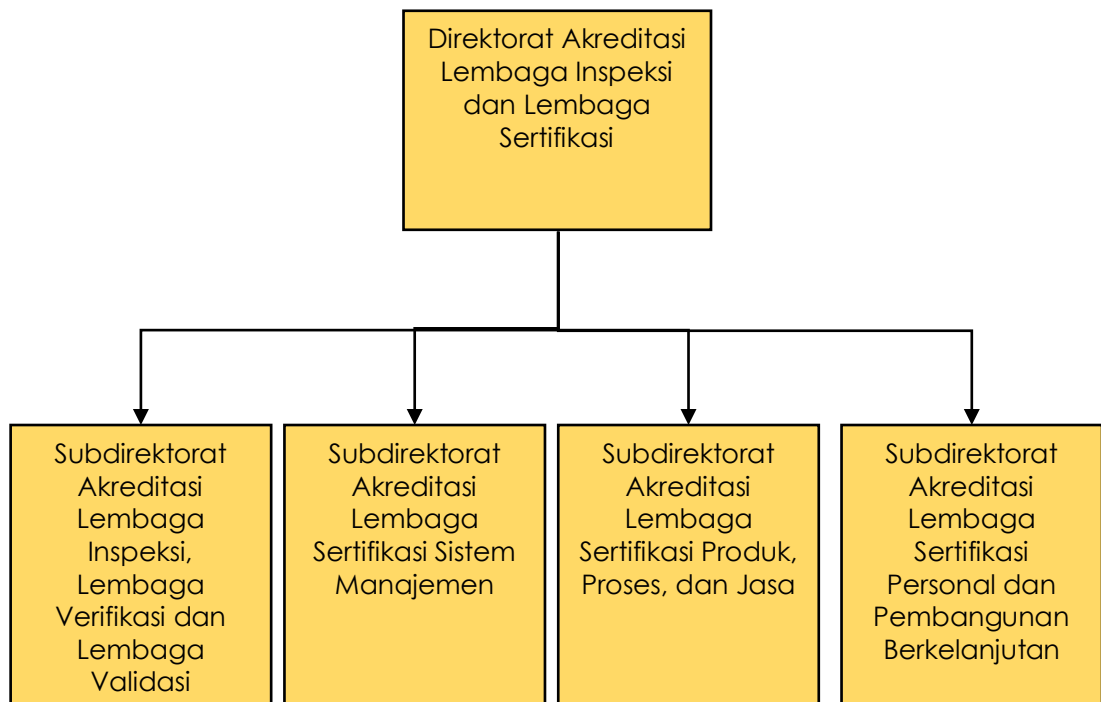 Direktorat Akreditasi
Lembaga Inspeksi
dan Lembaga
Sertifikasi
Subdirektorat
Akreditasi
Lembaga
Inspeksi,
Lembaga
Verifikasi dan
Lembaga
Validasi
Subdirektorat
Akreditasi
Lembaga
Sertifikasi Sistem
Manajemen
Subdirektorat
Akreditasi
Lembaga
Sertifikasi Produk,
Proses, dan Jasa
Subdirektorat
Akreditasi
Lembaga
Sertifikasi
Personal dan
Pembangunan
Berkelanjutan